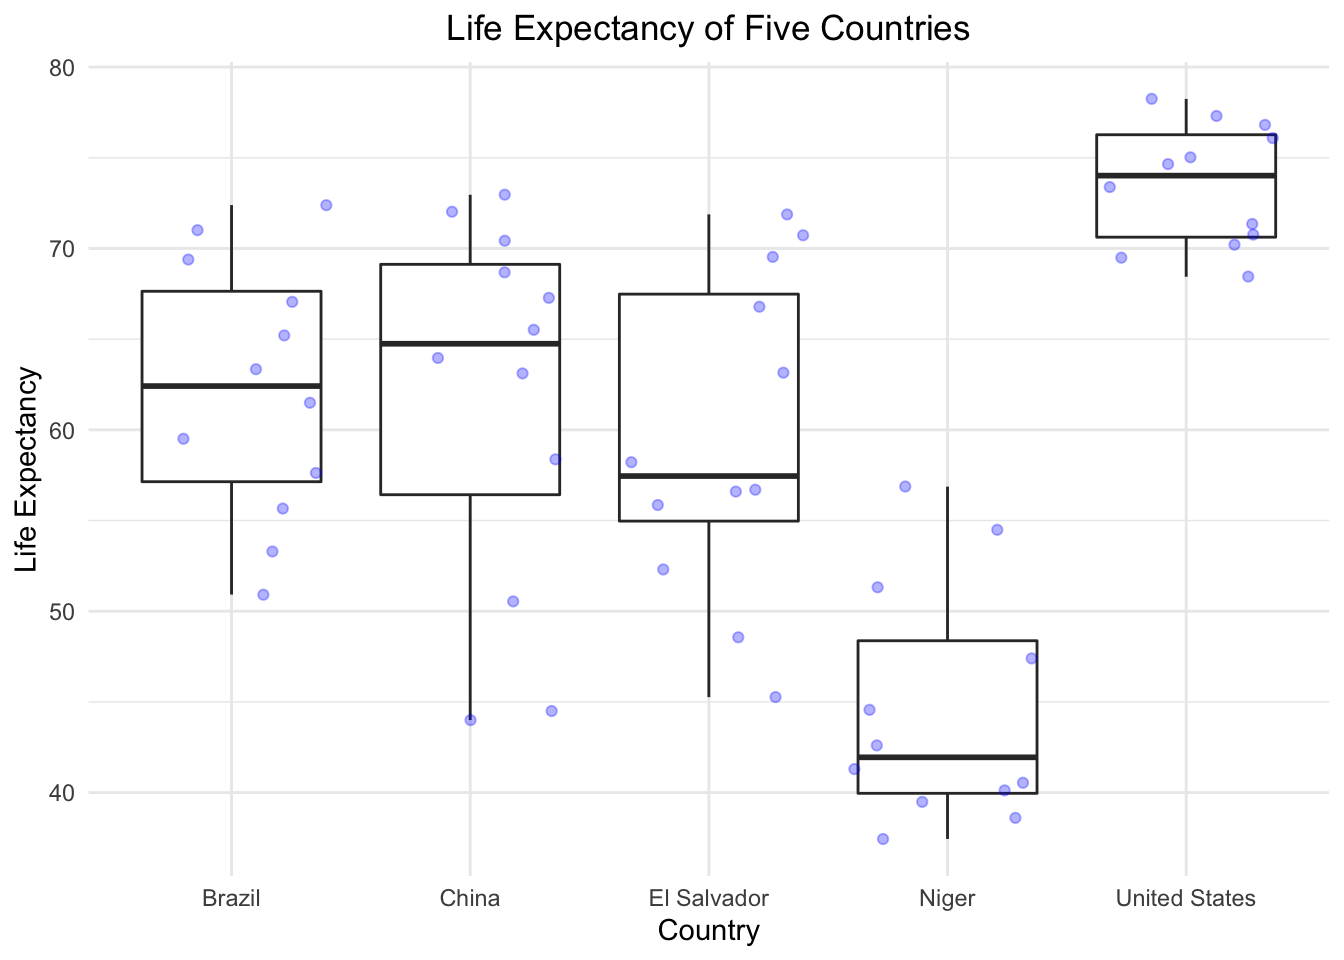 Life Expectancy of Five Countries
Life Expectancy
80
70
60
50
40
Brazil China El Salvador Niger United States
Country